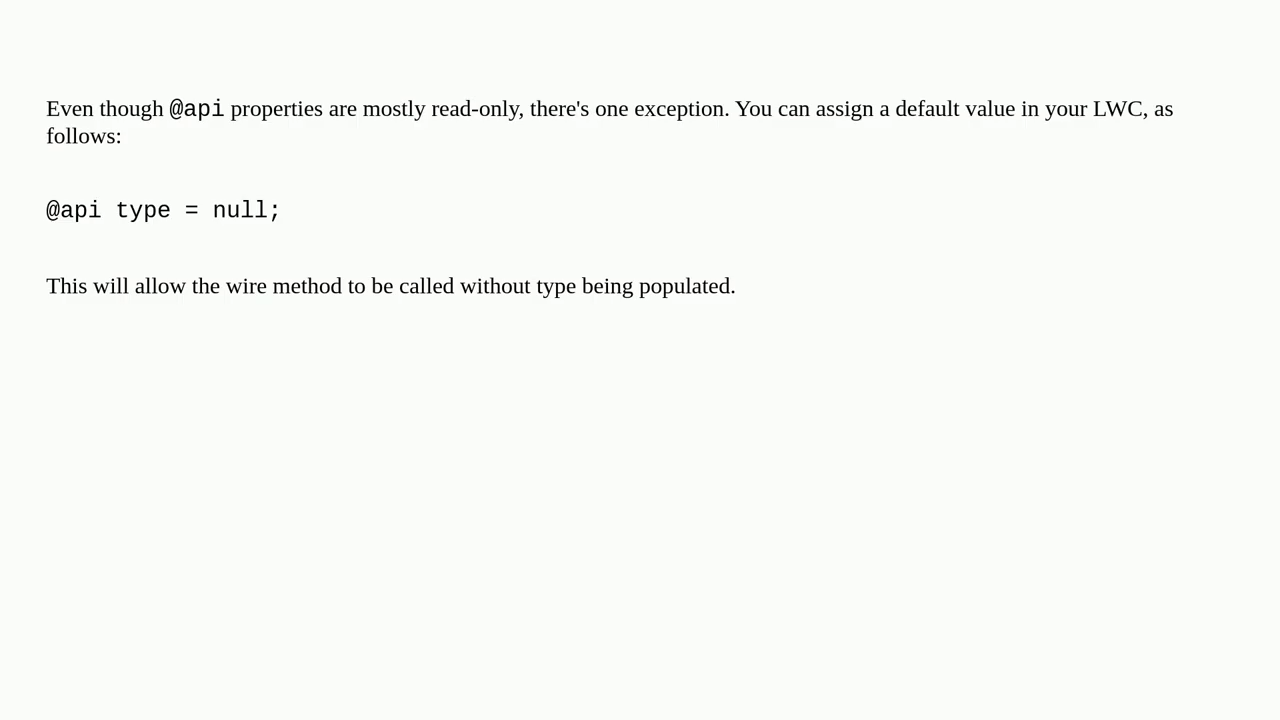 Even though @api properties are mostly read-only, there's one exception. You can assign a default value in your LWC, as
follows:
@api type = null;
This will allow the wire method to be called without type being populated.